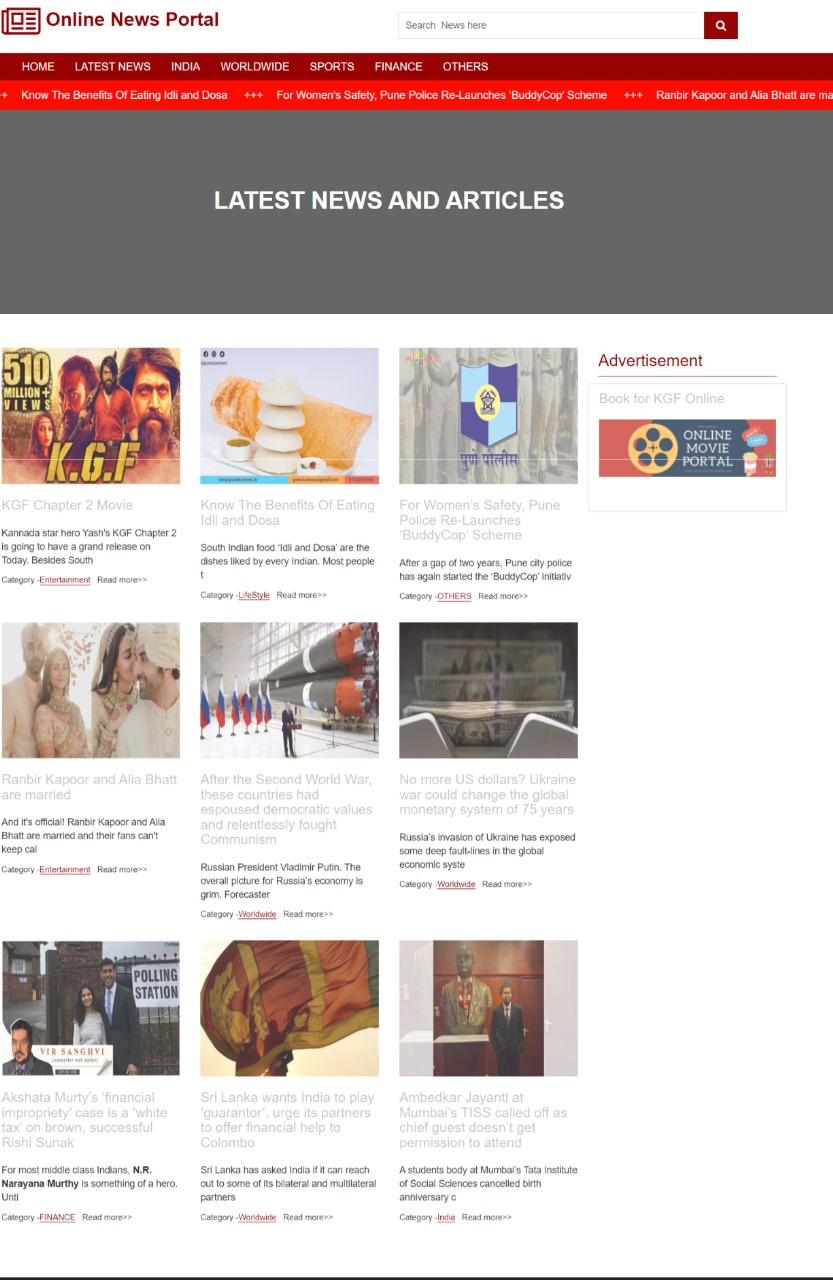 Online News Portal
Search  News here
HOME LATEST NEWS INDIA WORLDWIDE SPORTS FINANCE OTHERS
+ Know The Benefits Of Eating Idli and Dosa +++ For Women's Safety, Pune Police Re-Launches 'BuddyCop' Scheme +++ Ranbir Kapoor and Alia Bhatt are ma
LATEST NEWS AND ARTICLES
510
MILLION+
VIEWS
K.G.F
KGF Chapter 2 Movie
Kannada star hero Yash's KGF Chapter 2
is going to have a grand release on
Today. Besides South
Category -Entertainment Read more>>
Know The Benefits Of Eating
Idli and Dosa
South Indian food 'Idli and Dosa' are the
dishes liked by every Indian. Most people
t
Category -LifeStyle Read more>>
पुणे पोलीस
For Women's Safety, Pune
Police Re-Launches
'BuddyCop' Scheme
After a gap of two years, Pune city police
has again started the 'BuddyCop' initiativ
Category -OTHERS Read more>>
Advertisement
Book for KGF Online
ONLINE
MOVIE
PORTAL
Ranbir Kapoor and Alia Bhatt
are married
And it's official! Ranbir Kapoor and Alia
Bhatt are married and their fans can't
keep cal
Category -Entertainment Read more>>
After the Second World War,
these countries had
espoused democratic values
and relentlessly fought
Communism
Russian President Vladimir Putin. The
overall picture for Russia's economy is
grim. Forecaster
Category -Worldwide Read more>>
No more US dollars? Ukraine
war could change the global
monetary system of 75 years
Russia's invasion of Ukraine has exposed
some deep fault-lines in the global
economic syste
Category -Worldwide Read more>>
POLLING
STATION
VIR SANGHVI
OPINION
Akshata Murty's 'financial
impropriety' case is a 'white
tax' on brown, successful
Rishi Sunak
For most middle class Indians, N.R.
Narayana Murthy is something of a hero.
Unti
Category -FINANCE Read more>>
Sri Lanka wants India to play
'guarantor', urge its partners
to offer financial help to
Colombo
Sri Lanka has asked India if it can reach
out to some of its bilateral and multilateral
partners
Category -Worldwide Read more>>
Ambedkar Jayanti at
Mumbai's TISS called off as
chief guest doesn't get
permission to attend
A students body at Mumbai's Tata Institute
of Social Sciences cancelled birth
anniversary c
Category -India Read more>>